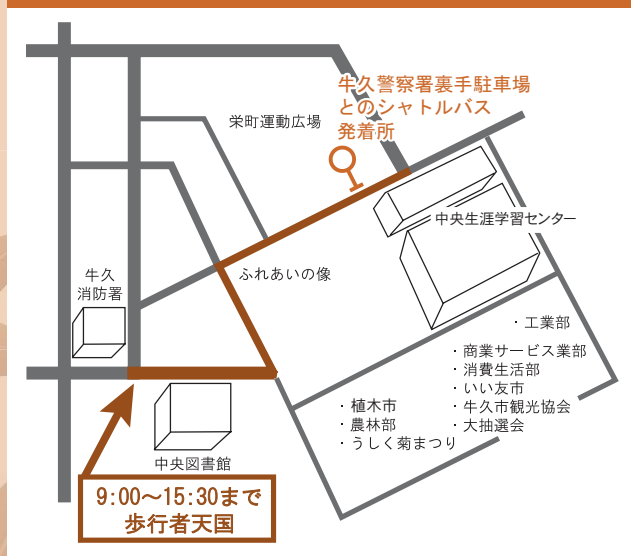 牛久警察署裏手駐車場
とのシャトルバス
発着所
栄町運動広場
中央生涯学習センター
ふれあいの像
牛久
消防署
・工業部
・商業サービス業部
・消費生活部
・いい友市
・牛久市観光協会
・大抽選会
・植木市
・農林部
・うしく菊まつり
中央図書館
9:00〜15:30まで
歩行者天国